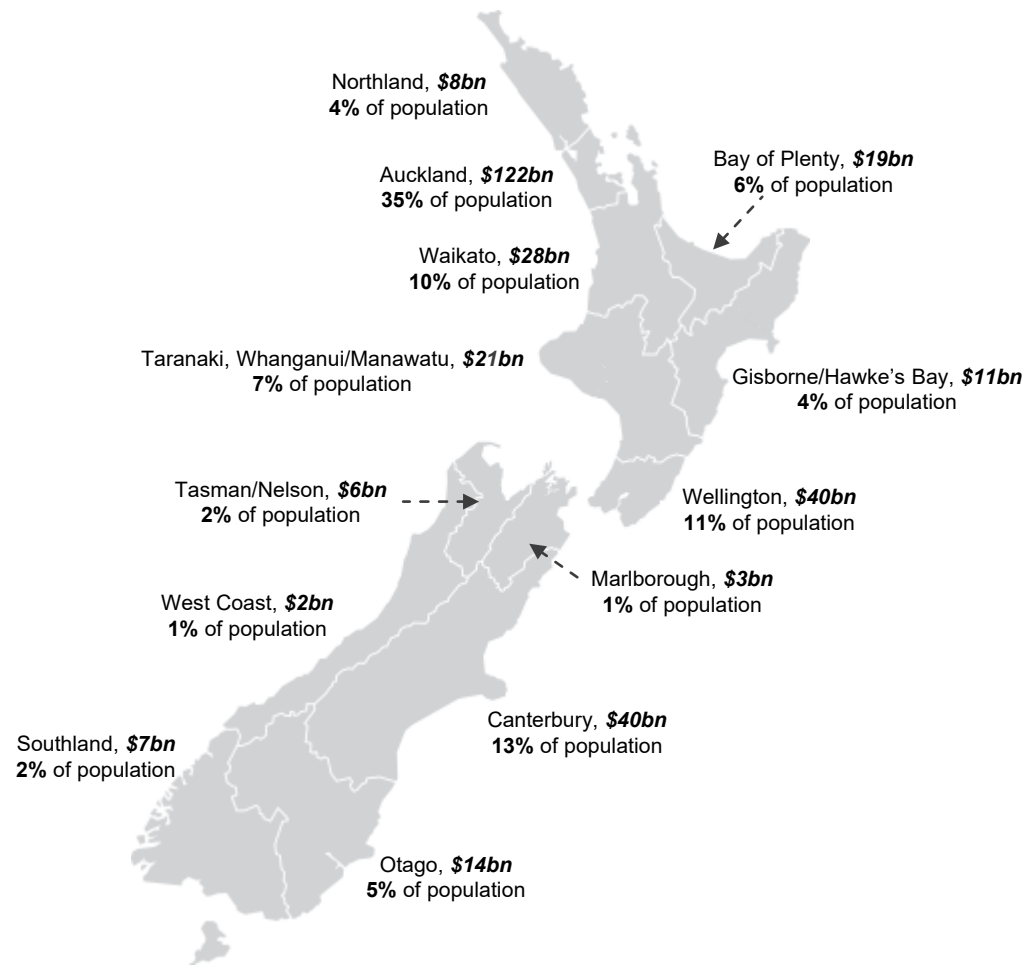 Northland, $8bn
4% of population
Bay of Plenty, $19bn
6% of population
Auckland, $122bn
35% of population
Waikato, $28bn
10% of population
Taranaki, Whanganui/Manawatu, $21bn
7% of population
Gisborne/Hawke's Bay, $11bn
4% of population
Tasman/Nelson, $6bn
2% of population
Wellington, $40bn
11% of population
Marlborough, $3bn
1% of population
West Coast, $2bn
1% of population
Canterbury, $40bn
13% of population
Southland, $7bn
2% of population
Otago, $14bn
5% of population